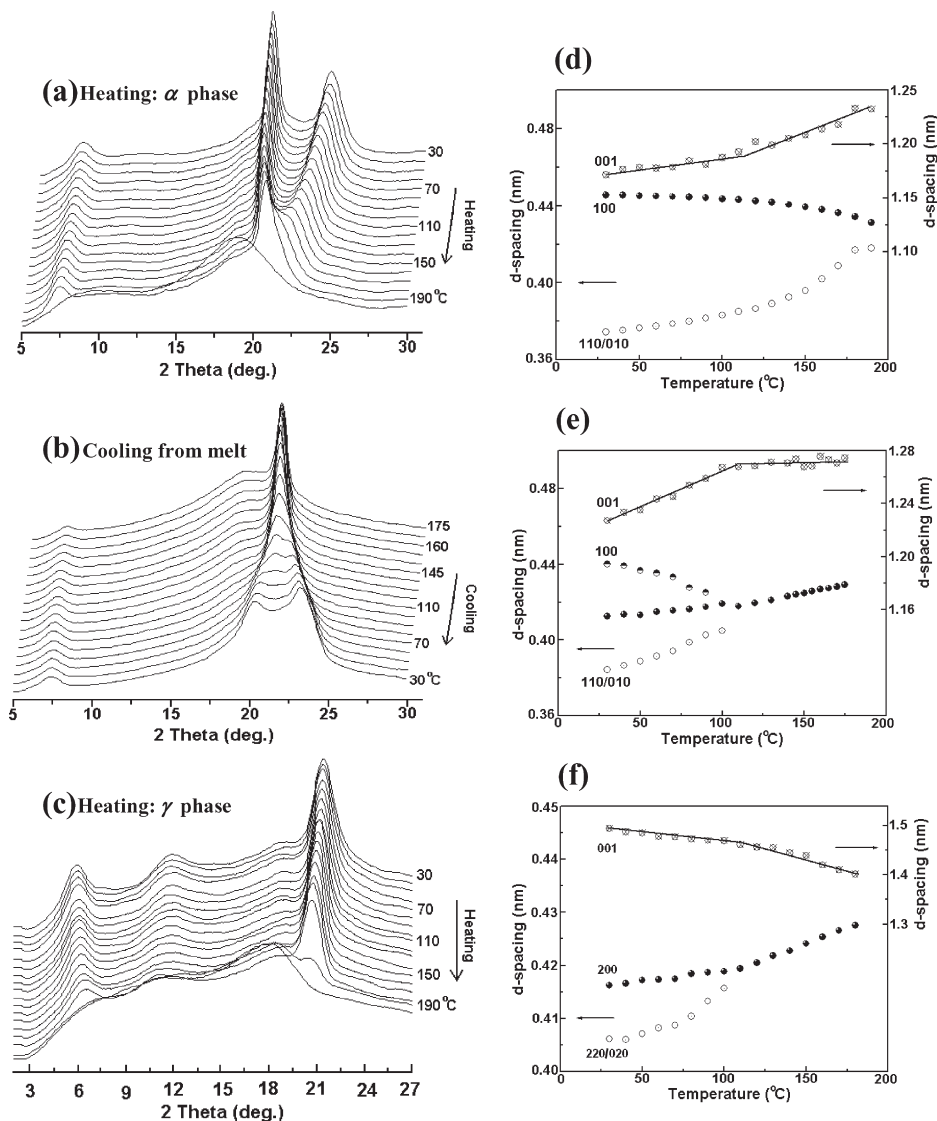 (a) Heating: α phase
30
70
110
150
190°C
Heating
5 10 15 20 25 30
2 Theta (deg.)
(d)
0.48
0.44
0.40
0.36
d-spacing (nm)
001
100
110/010
1.25
1.20
1.15
1.10
d-spacing (nm)
0 50 100 150 200
Temperature (°C)
(b) Cooling from melt
175
160
145
110
70
30°C
Cooling
5 10 15 20 25 30
2 Theta (deg.)
(e)
0.48
0.44
0.40
0.36
d-spacing (nm)
001
100
110/010
1.28
1.24
1.20
1.16
d-spacing (nm)
0 50 100 150 200
Temperature (°C)
(c) Heating: γ phase
30
70
110
150
190°C
Heating
3 6 9 12 15 18 21 24 27
2 Theta (deg.)
(f)
0.45
0.44
0.43
0.42
0.41
0.40
d-spacing (nm)
001
200
220/020
1.5
1.4
1.3
d-spacing (nm)
0 50 100 150 200
Temperature (°C)